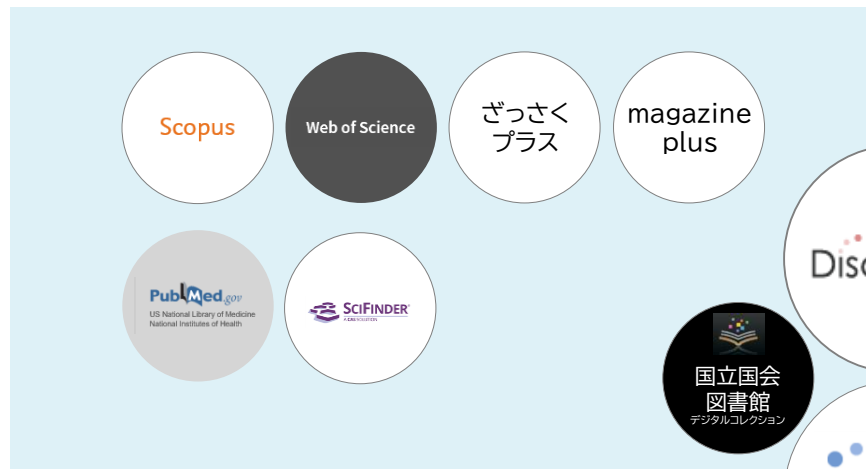 Scopus
Web of Science
ざっさく
プラス
magazine
plus
PubMed.gov
US National Library of Medicine
National Institutes of Health
SCIFINDER®
A CAS SOLUTION
Disc
国立国会
図書館
デジタルコレクション